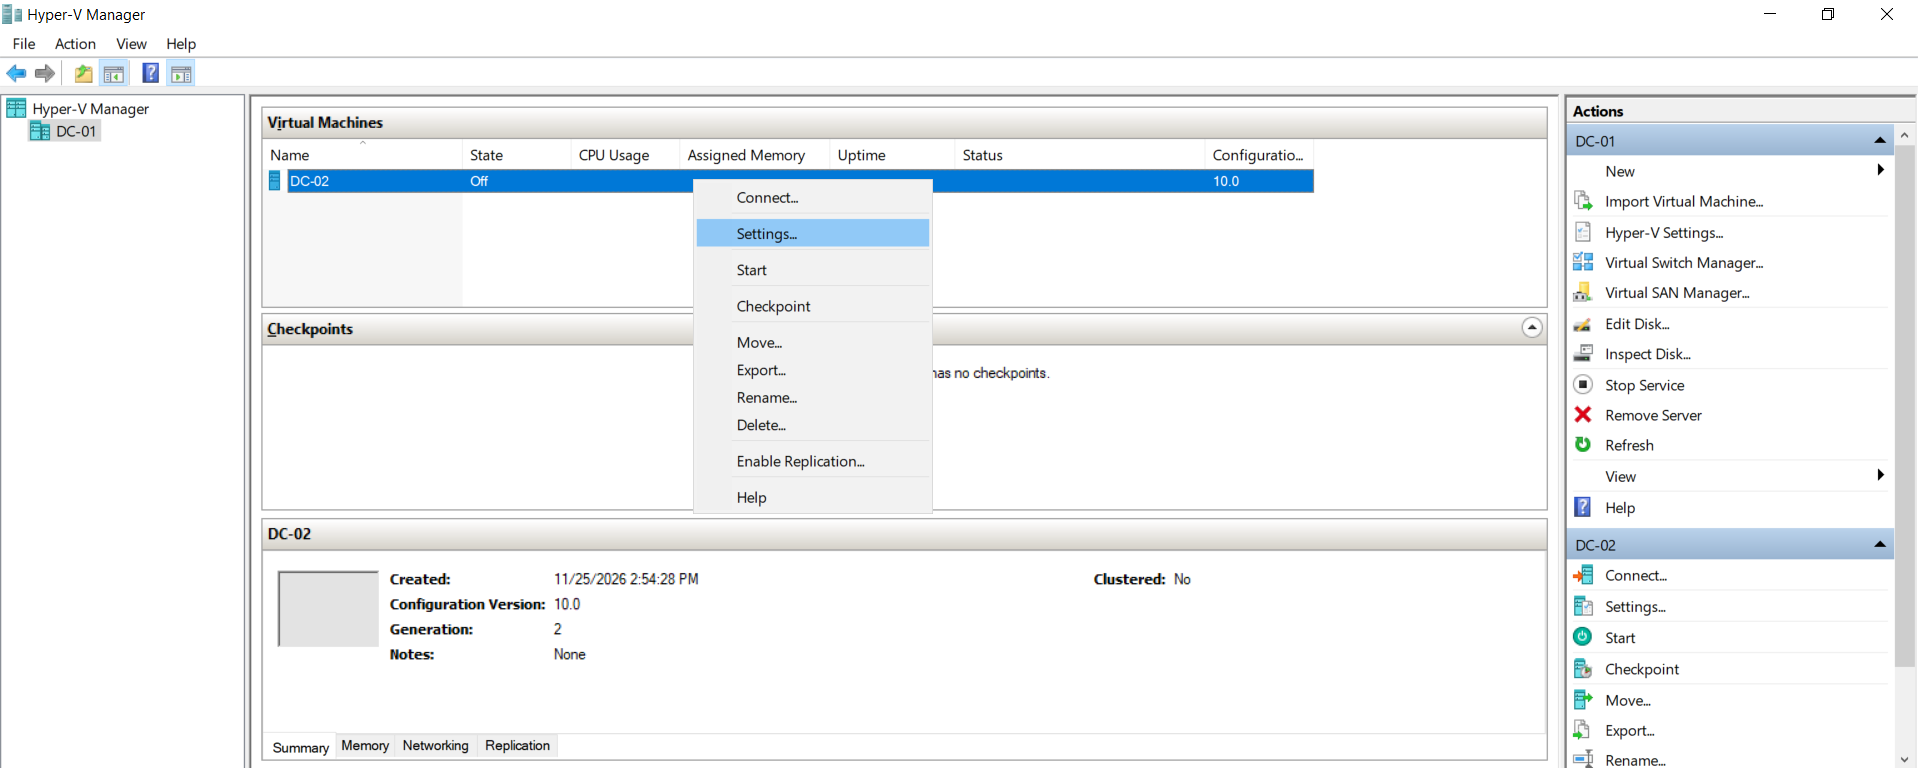 Hyper-V Manager
File Action View Help
Hyper-V Manager
DC-01
Virtual Machines
Name State CPU Usage Assigned Memory Uptime Status Configuratio...
DC-02 Off 10.0
Connect...
Settings...
Start
Checkpoint
Move...
Export...
Rename...
Delete...
Enable Replication...
Help
Checkpoints
has no checkpoints.
DC-02
Created: 11/25/2026 2:54:28 PM Clustered: No
Configuration Version: 10.0
Generation: 2
Notes: None
Summary Memory Networking Replication
Actions
DC-01
New
Import Virtual Machine...
Hyper-V Settings...
Virtual Switch Manager...
Virtual SAN Manager...
Edit Disk...
Inspect Disk...
Stop Service
Remove Server
Refresh
View
Help
DC-02
Connect...
Settings...
Start
Checkpoint
Move...
Export...
Rename...